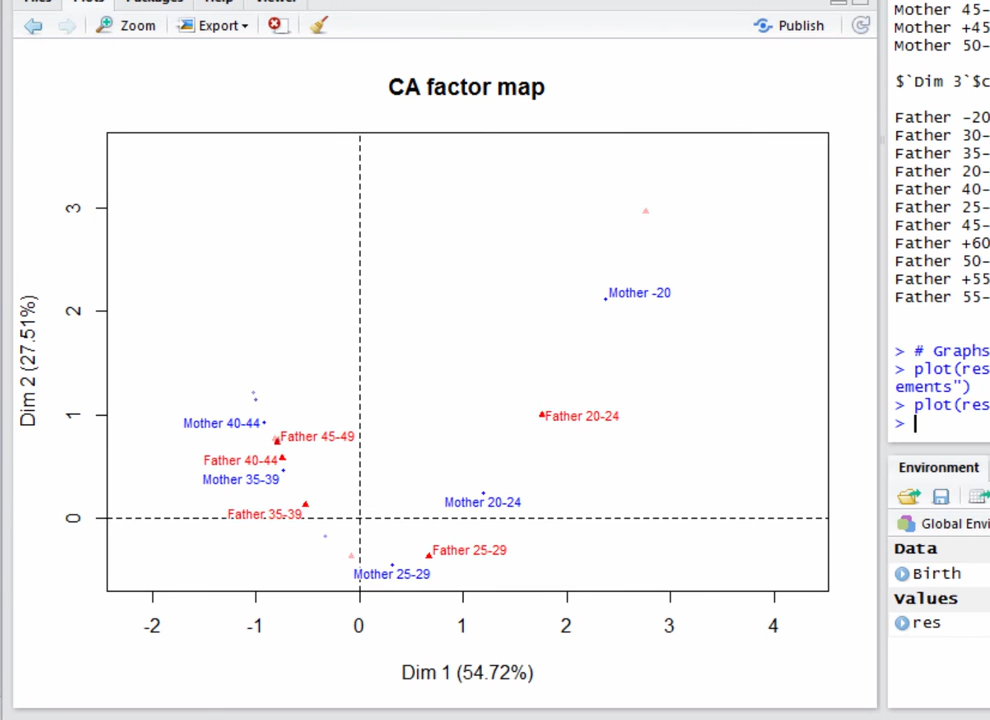 Files Plots Packages Help Viewer
Zoom Export Publish
CA factor map
Dim 2 (27.51%)
3
2
1
0
Mother -20
Father 20-24
Mother 40-44
Father 45-49
Father 40-44
Mother 35-39
Father 35-39
Mother 20-24
Father 25-29
Mother 25-29
-2 -1 0 1 2 3 4
Dim 1 (54.72%)
Mother 45-
Mother +45
Mother 50-
$`Dim 3`$c
Father -20
Father 30-
Father 35-
Father 20-
Father 40-
Father 25-
Father 45-
Father +60
Father 50-
Father +55
Father 55-
> # Graphs
> plot(res
ements")
> plot(res
>
Environment
Global Envi
Data
Birth
Values
res